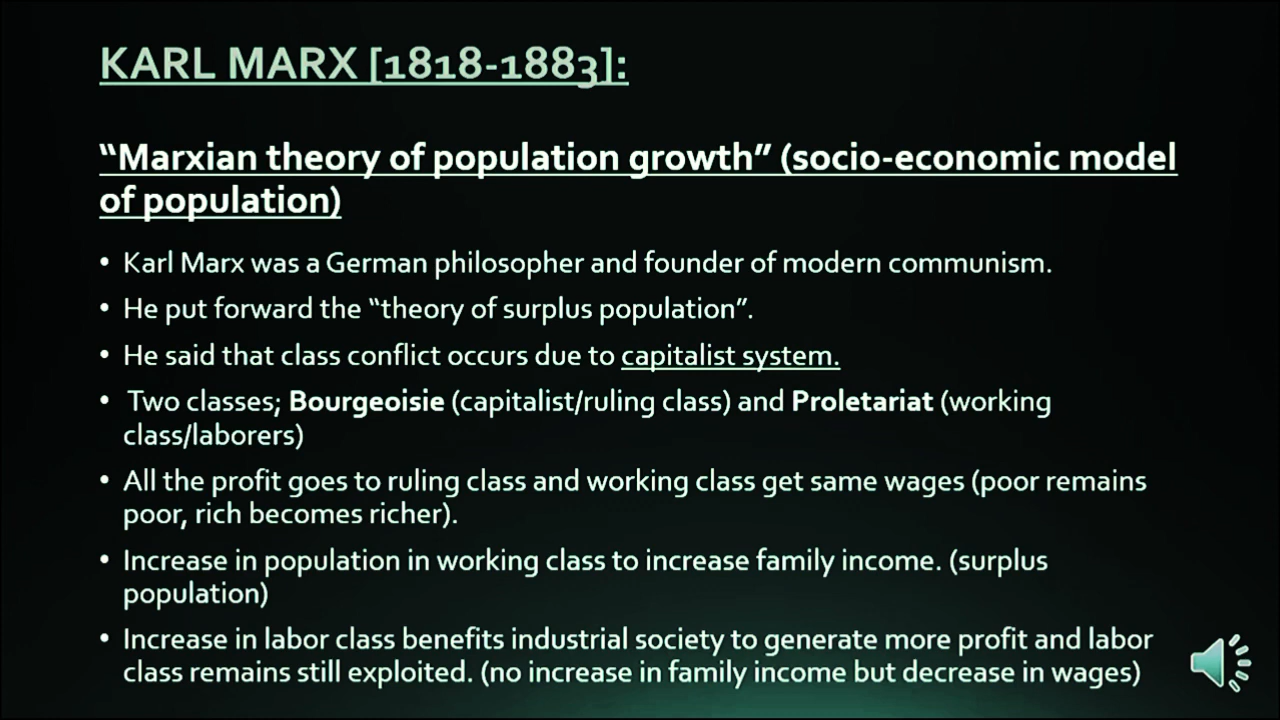 KARL MARX [1818-1883]:
“Marxian theory of population growth” (socio-economic model
of population)
• Karl Marx was a German philosopher and founder of modern communism.
• He put forward the “theory of surplus population”.
• He said that class conflict occurs due to capitalist system.
• Two classes; Bourgeoisie (capitalist/ruling class) and Proletariat (working
class/laborers)
• All the profit goes to ruling class and working class get same wages (poor remains
poor, rich becomes richer).
• Increase in population in working class to increase family income. (surplus
population)
• Increase in labor class benefits industrial society to generate more profit and labor
class remains still exploited. (no increase in family income but decrease in wages)